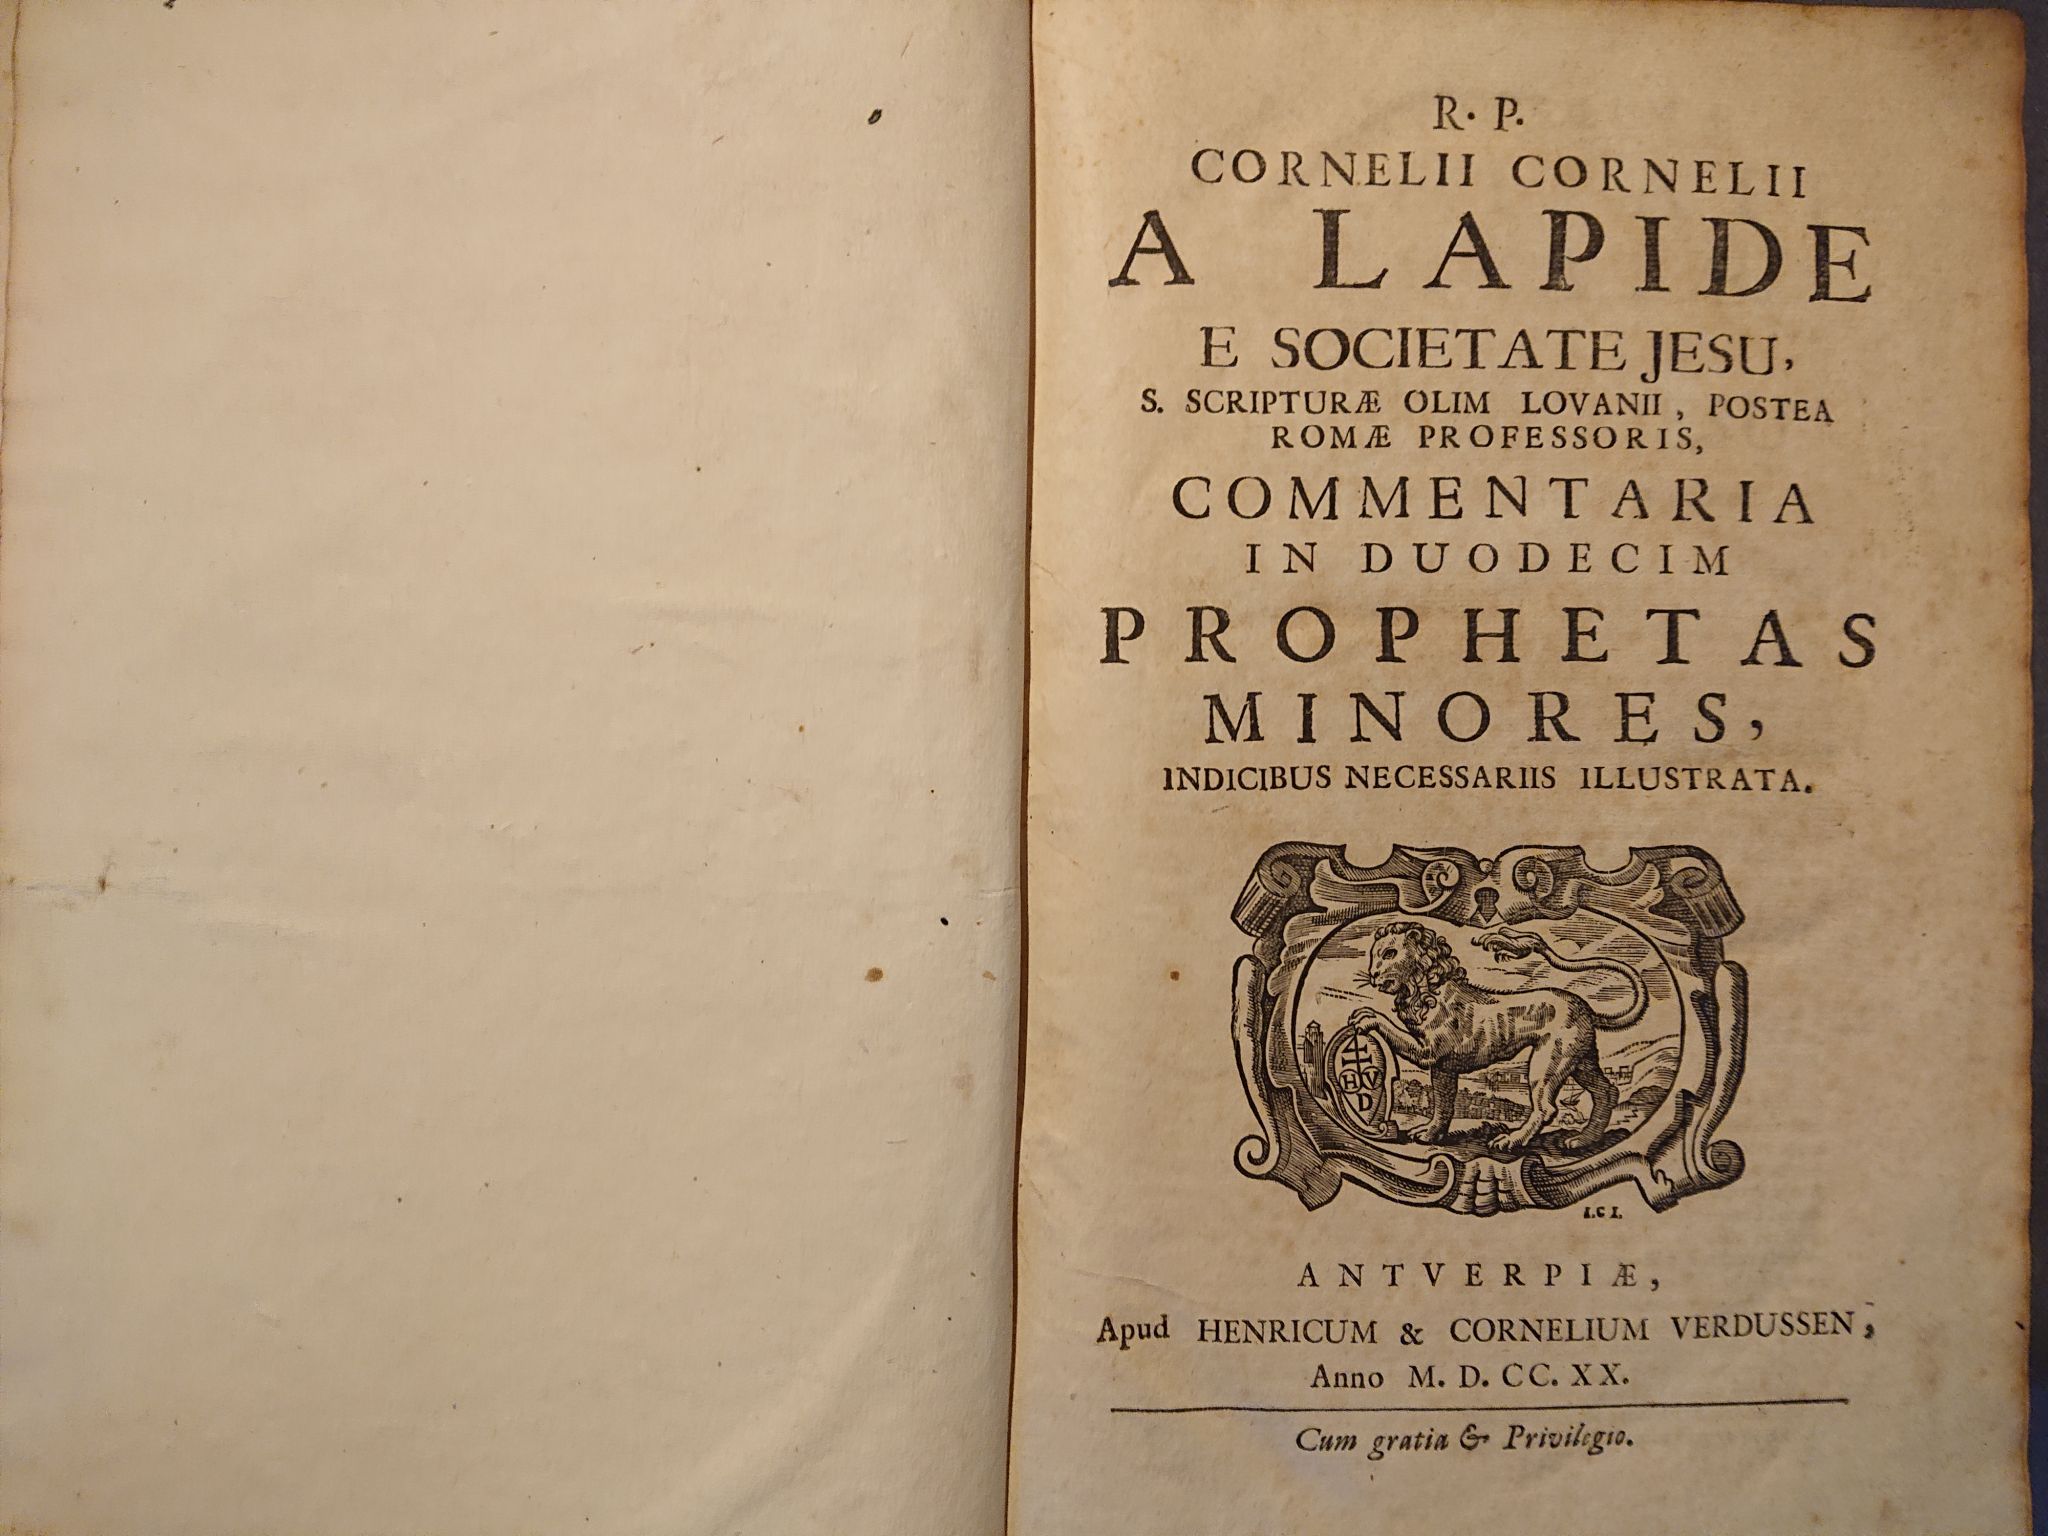 R. P.
CORNELII CORNELII
A LAPIDE
E SOCIETATE JESU,
S. SCRIPTURÆ OLIM LOVANII, POSTEA
ROMÆ PROFESSORIS,
COMMENTARIA
IN DUODECIM
PROPHETAS
MINORES,
INDICIBUS NECESSARIIS ILLUSTRATA.
H V
D
I.C I.
ANTVERPIÆ,
Apud HENRICUM & CORNELIUM VERDUSSEN,
Anno M. D. CC. XX.
Cum gratia & Privilegio.